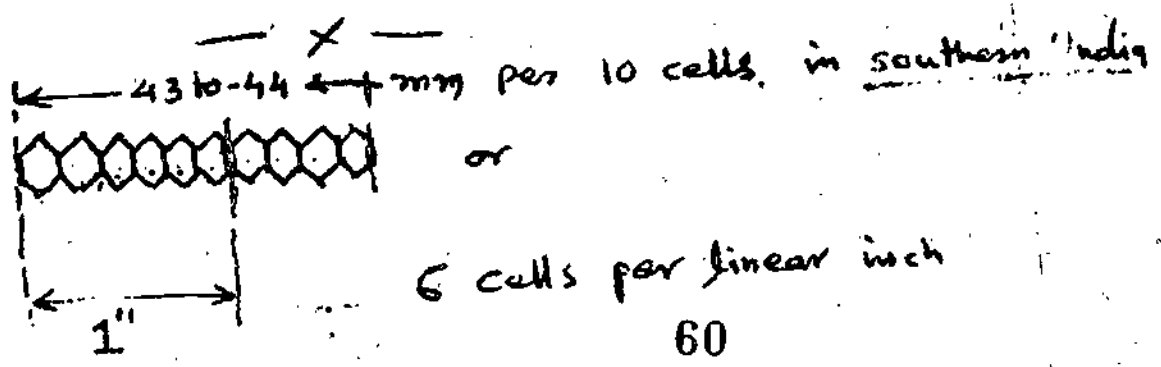 — X —
43 to-44 mm per 10 cells. in southern India
or
6 cells per linear inch
1"
60